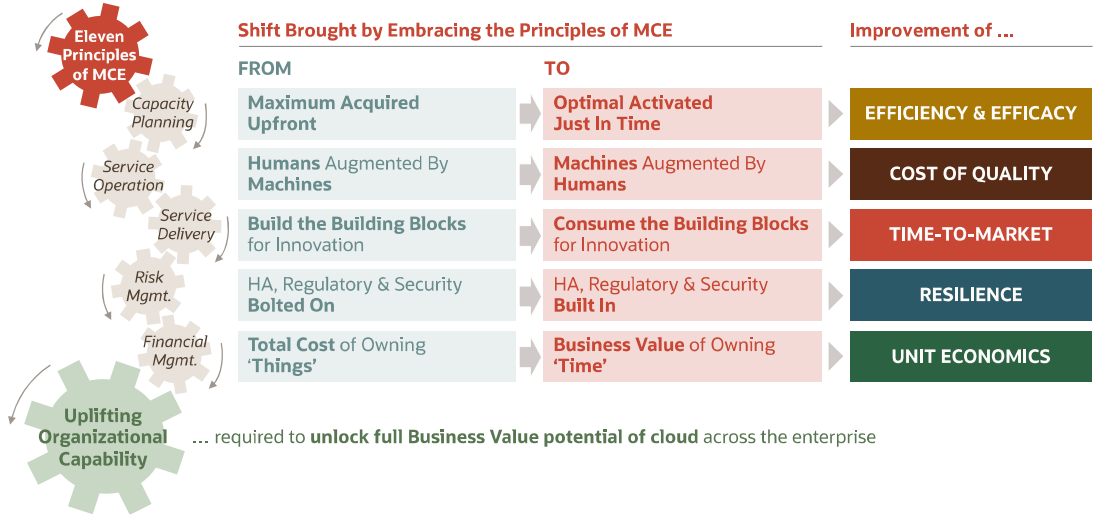 Eleven
Principles
of MCE
Shift Brought by Embracing the Principles of MCE
Improvement of ...
FROM
TO
Capacity
Planning
Maximum Acquired
Upfront
Optimal Activated
Just In Time
EFFICIENCY & EFFICACY
Service
Operation
Humans Augmented By
Machines
Machines Augmented By
Humans
COST OF QUALITY
Service
Delivery
Build the Building Blocks
for Innovation
Consume the Building Blocks
for Innovation
TIME-TO-MARKET
Risk
Mgmt.
HA, Regulatory & Security
Bolted On
HA, Regulatory & Security
Built In
RESILIENCE
Financial
Mgmt.
Total Cost of Owning
‘Things’
Business Value of Owning
‘Time’
UNIT ECONOMICS
Uplifting
Organizational
Capability
... required to unlock full Business Value potential of cloud across the enterprise